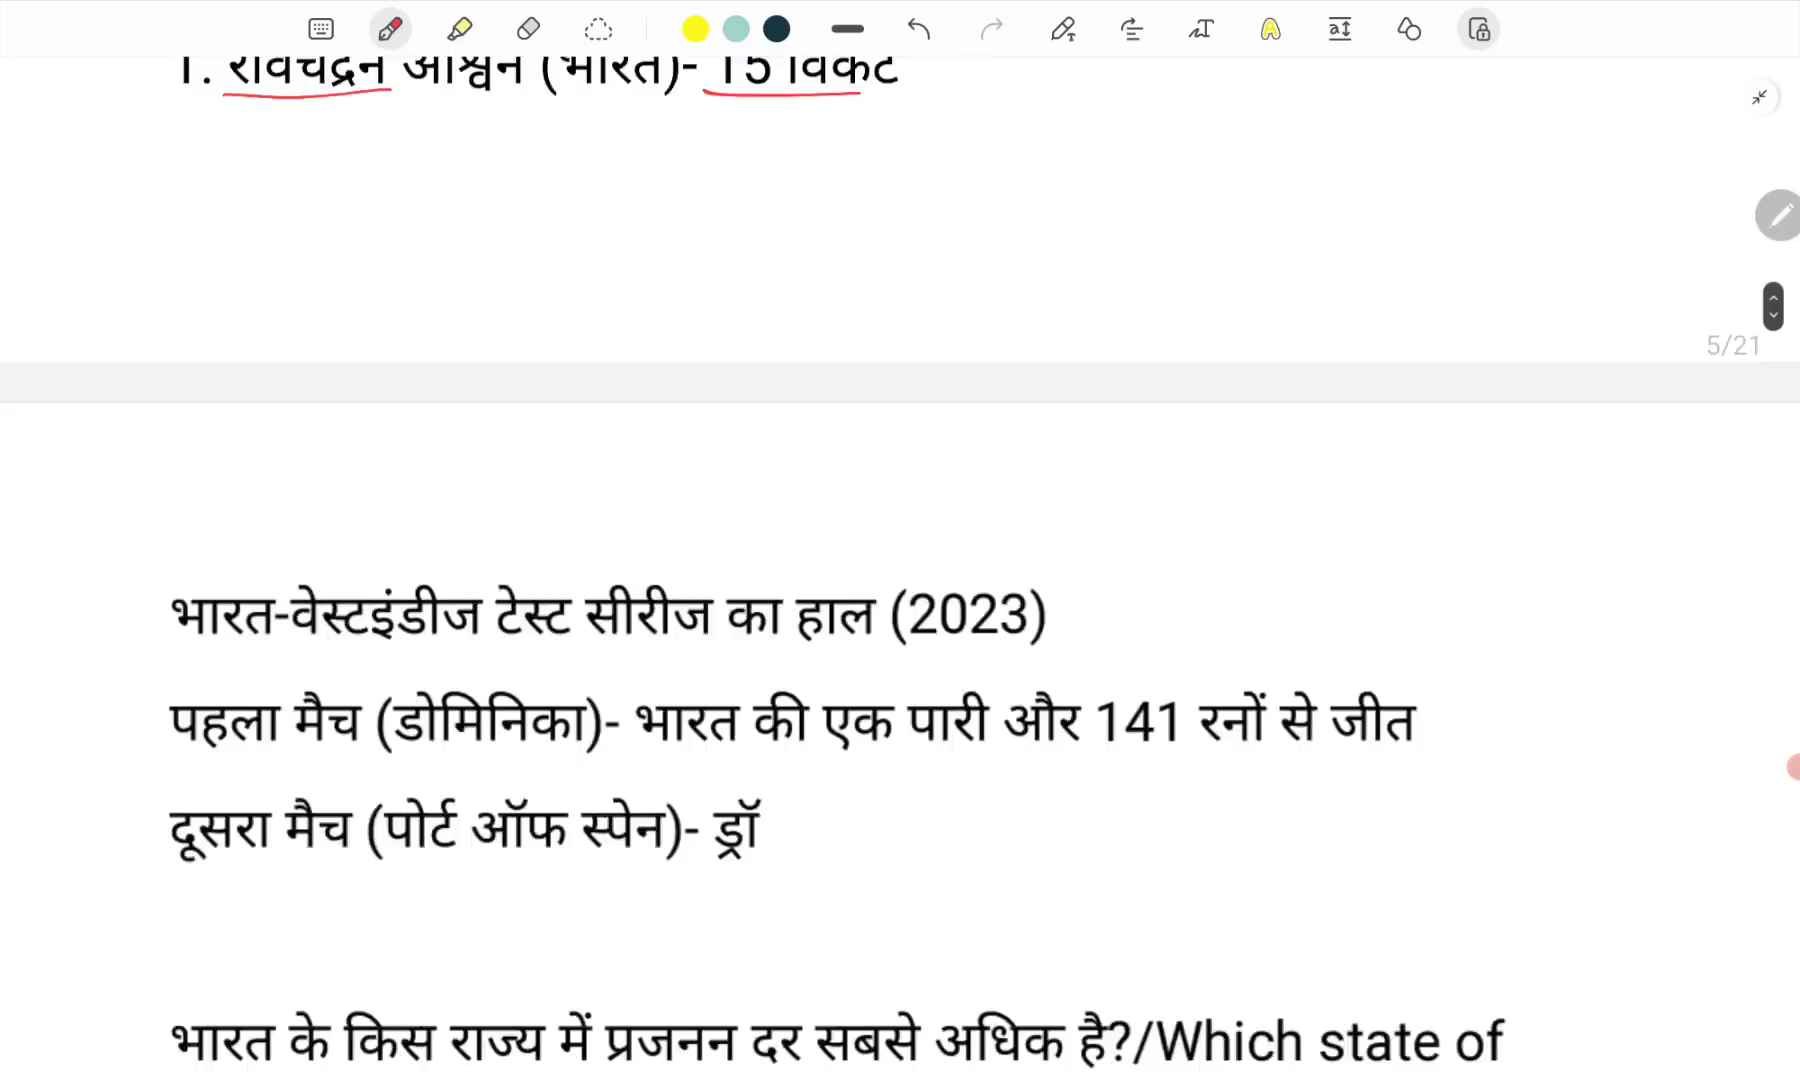 1. रविचंद्रन अश्विन (भारत)- 15 विकेट
5/21
भारत-वेस्टइंडीज टेस्ट सीरीज का हाल (2023)
पहला मैच (डोमिनिका)- भारत की एक पारी और 141 रनों से जीत
दूसरा मैच (पोर्ट ऑफ स्पेन)- ड्रॉ
भारत के किस राज्य में प्रजनन दर सबसे अधिक है?/Which state of